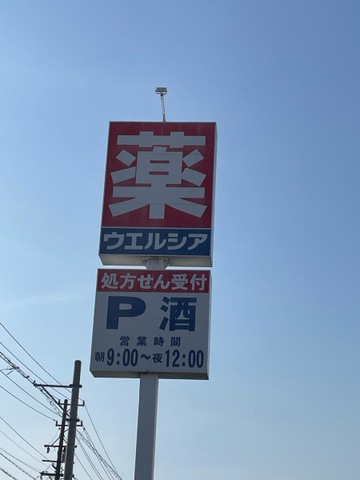 薬
ウエルシア
処方せん受付
P 酒
営業時間
朝9:00～夜12:00